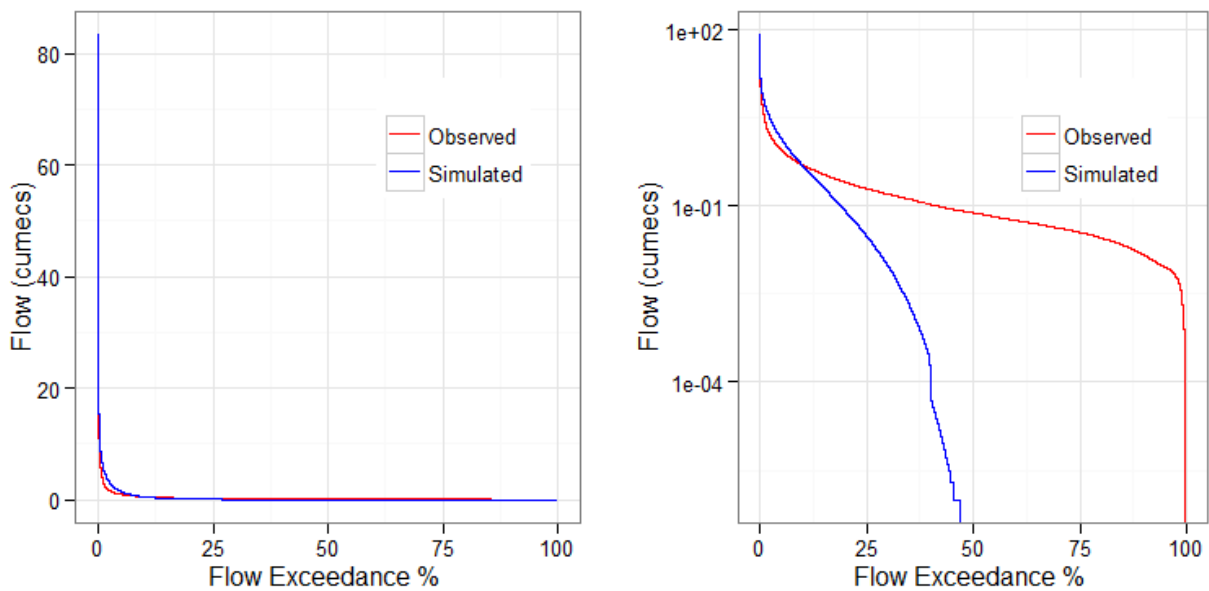 80
60
40
20
0
Flow (cumecs)
Observed
Simulated
0
25
50
75
100
Flow Exceedance %
1e+02
1e-01
1e-04
Flow (cumecs)
Observed
Simulated
0
25
50
75
100
Flow Exceedance %